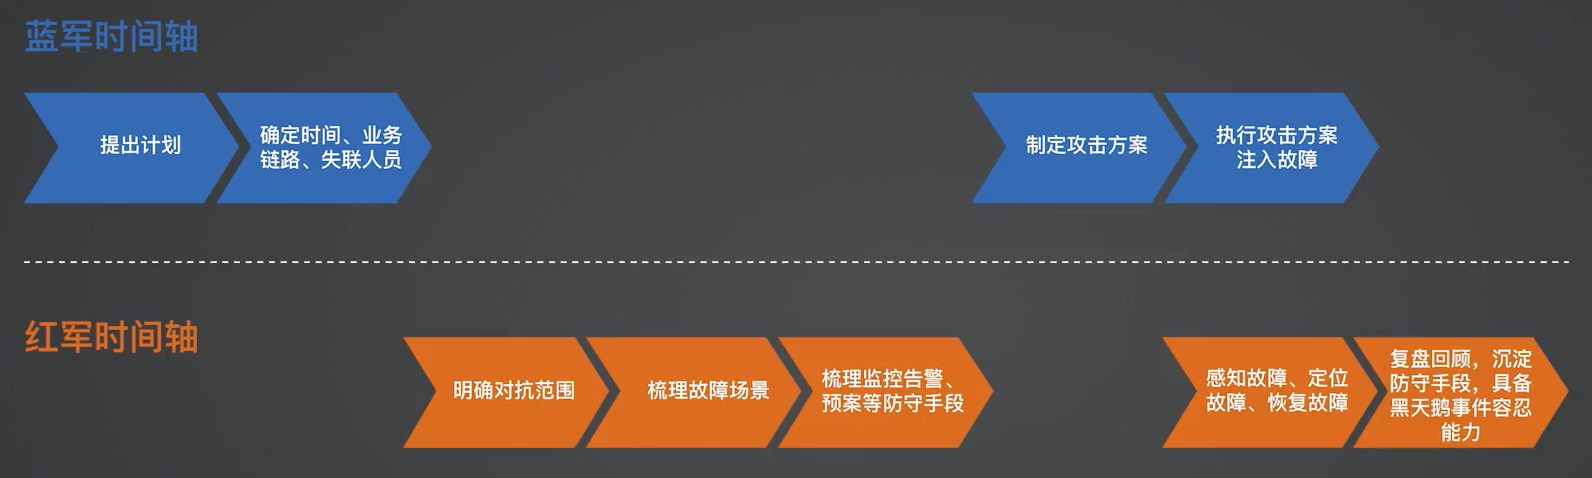 蓝军时间轴
提出计划
确定时间、业务
链路、失联人员
制定攻击方案
执行攻击方案
注入故障
红军时间轴
明确对抗范围
梳理故障场景
梳理监控告警、
预案等防守手段
感知故障、定位
故障、恢复故障
复盘回顾，沉淀
防守手段，具备
黑天鹅事件容忍
能力